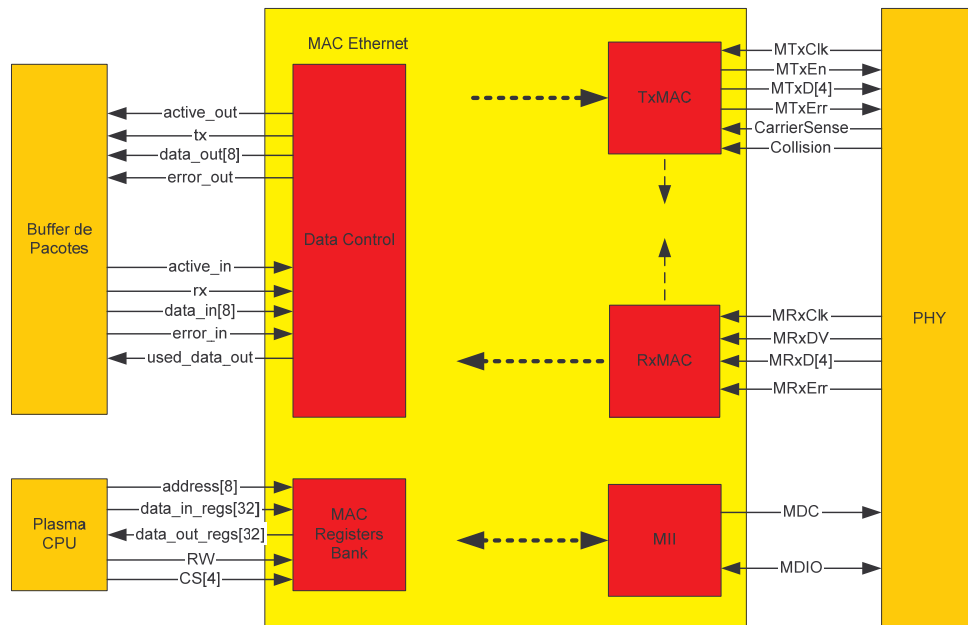 MAC Ethernet
Buffer de
Pacotes
active_out
tx
data_out[8]
error_out
active_in
rx
data_in[8]
error_in
used_data_out
Data Control
TxMAC
MTxClk
MTxEn
MTxD[4]
MTxErr
CarrierSense
Collision
RxMAC
MRxClk
MRxDV
MRxD[4]
MRxErr
PHY
Plasma
CPU
address[8]
data_in_regs[32]
data_out_regs[32]
RW
CS[4]
MAC
Registers
Bank
MII
MDC
MDIO